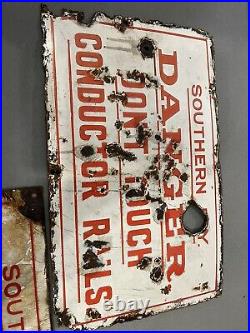 SOUTHERN Y
DANGER
DON'T TOUCH
CONDUCTOR RAILS
SOUT